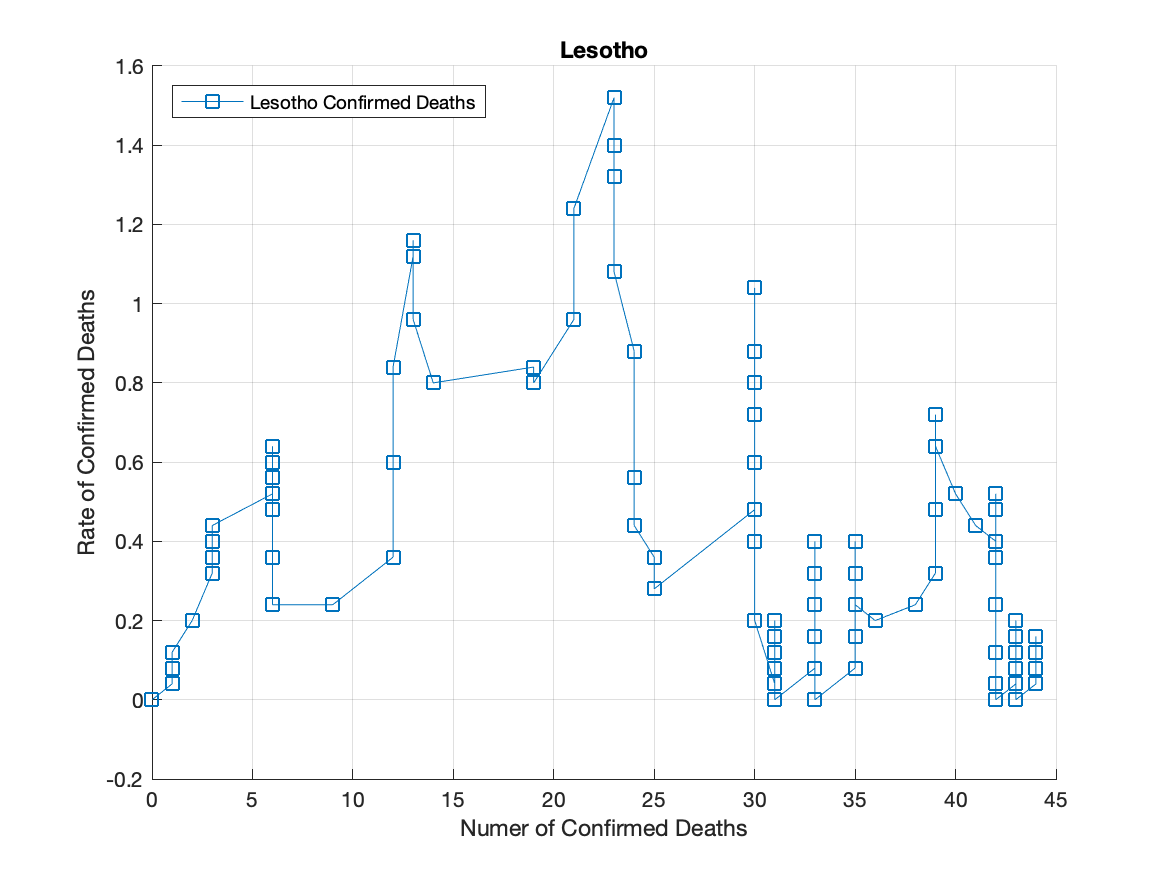 Lesotho
Lesotho Confirmed Deaths
1.6
1.4
1.2
1
0.8
0.6
0.4
0.2
0
-0.2
Rate of Confirmed Deaths
0 5 10 15 20 25 30 35 40 45
Numer of Confirmed Deaths